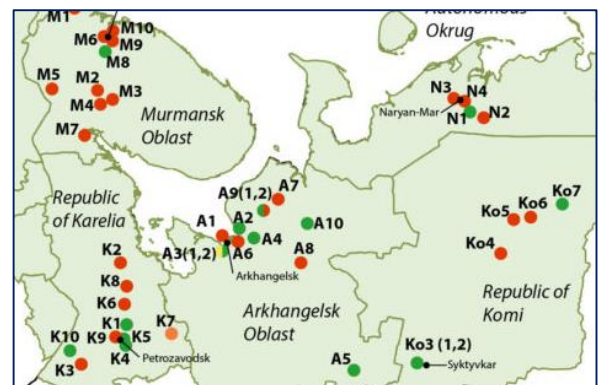 Autonomous
Okrug
M1
M10
M6
M9
M8
M5
M2
M3
M4
M7
Murmansk
Oblast
N3
N4
Naryan-Mar
N1
N2
Republic
of Karelia
A9(1,2)
A7
A1
A2
A10
A3(1,2)
A6
A4
A8
Arkhangelsk
Ko7
Ko6
Ko5
Ko4
Republic of
Komi
K2
K8
K6
K1
K7
K10
K9
K5
K4
Petrozavodsk
K3
Arkhangelsk
Oblast
A5
Ko3 (1,2)
Syktyvkar